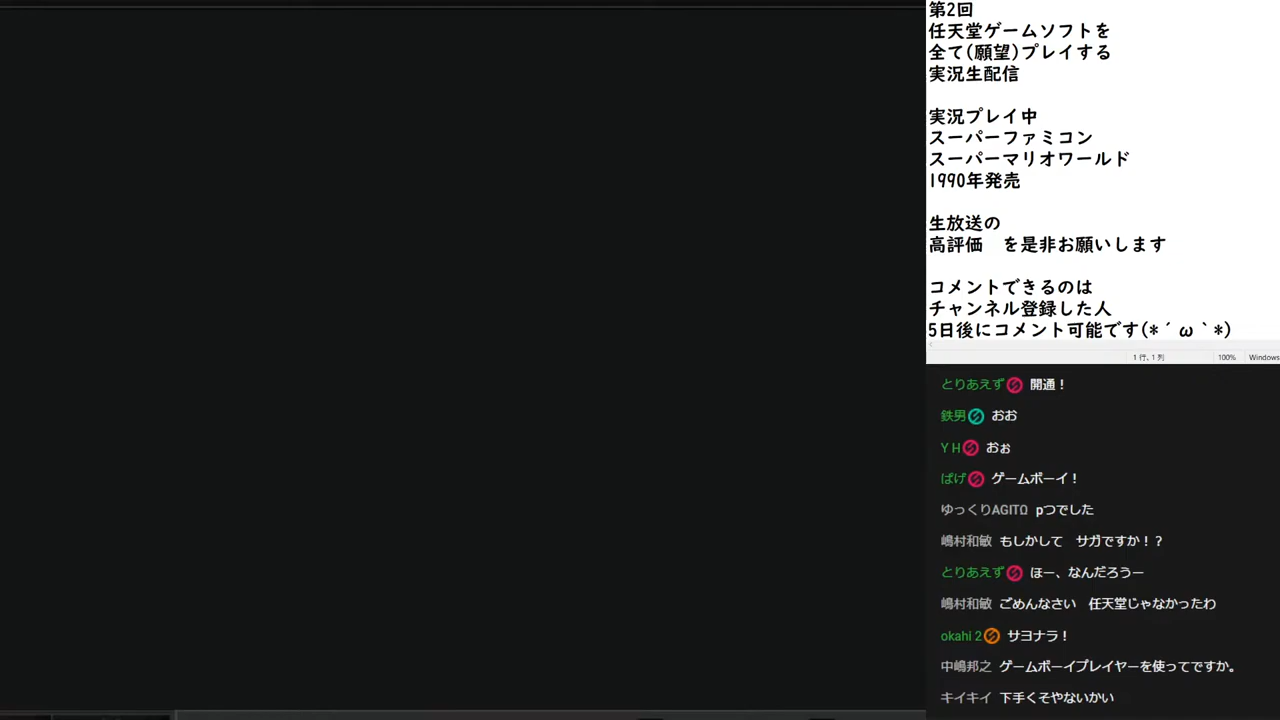 第2回
任天堂ゲームソフトを
全て(願望)プレイする
実況生配信
実況プレイ中
スーパーファミコン
スーパーマリオワールド
1990年発売
生放送の
高評価　を是非お願いします
コメントできるのは
チャンネル登録した人
5日後にコメント可能です(*´ω｀*)
1 行、1 列 100% Windows
とりあえず 開通！
鉄男 おお
Y H おぉ
ぱげ ゲームボーイ！
ゆっくりAGITΩ pつでした
嶋村和敏 もしかして　サガですか！？
とりあえず ほー、なんだろうー
嶋村和敏 ごめんなさい　任天堂じゃなかったわ
okahi 2 サヨナラ！
中嶋邦之 ゲームボーイプレイヤーを使ってですか。
キイキイ 下手くそやないかい